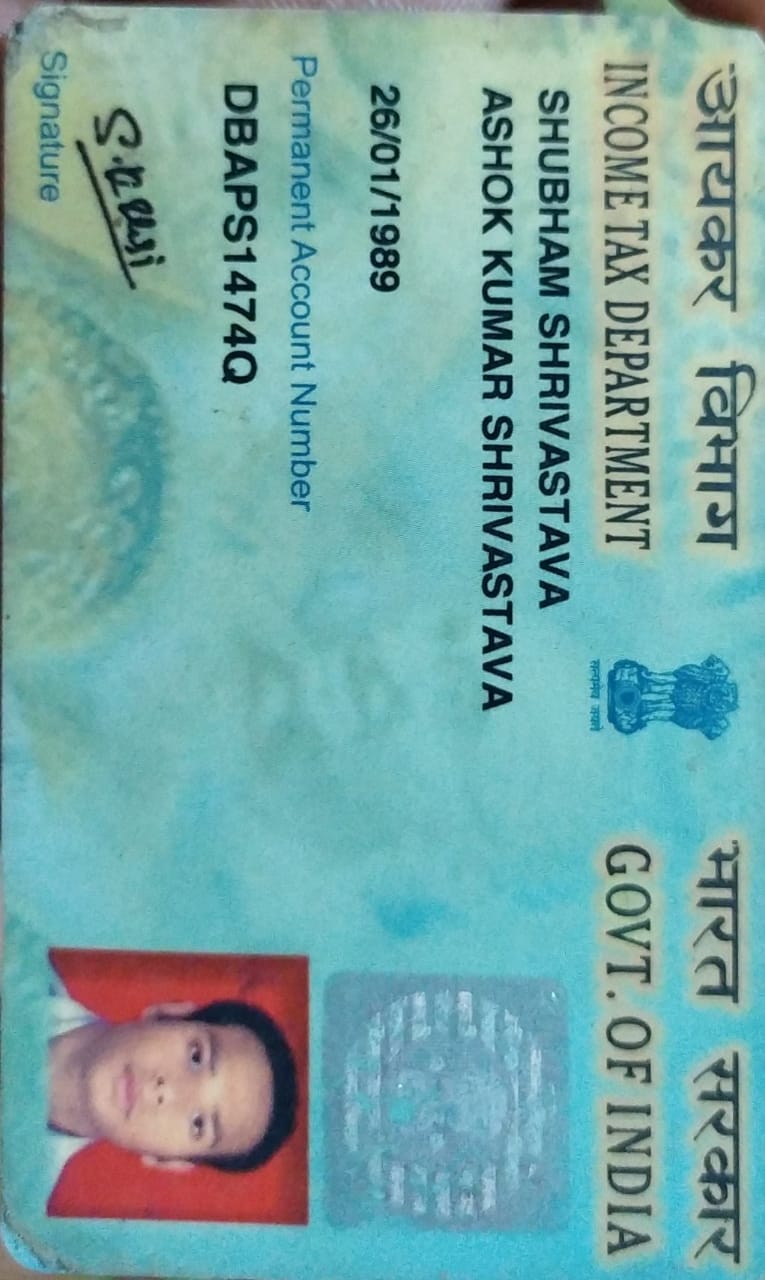 आयकर विभाग
INCOME TAX DEPARTMENT
सत्यमेव जयते
भारत सरकार
GOVT. OF INDIA
SHUBHAM SHRIVASTAVA
ASHOK KUMAR SHRIVASTAVA
26/01/1989
Permanent Account Number
DBAPS1474Q
Signature